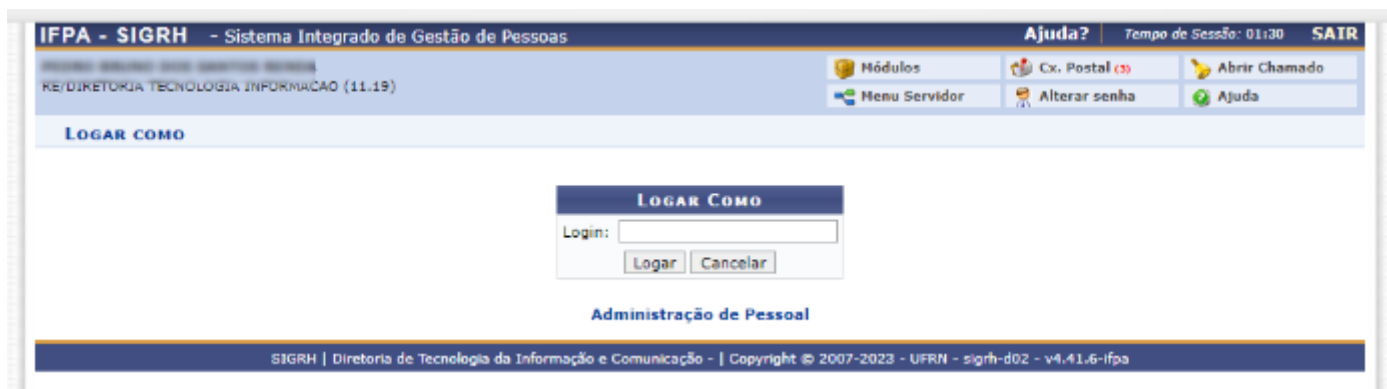 IFPA - SIGRH - Sistema Integrado de Gestão de Pessoas Ajuda? Tempo de Sessão: 01:30 SAIR
Módulos Cx. Postal (3) Abrir Chamado
RE/DIRETORIA TECNOLOGIA INFORMACAO (11.19)
Menu Servidor Alterar senha Ajuda
LOGAR COMO
LOGAR COMO
Login:
Logar Cancelar
Administração de Pessoal
SIGRH | Diretoria de Tecnologia da Informação e Comunicação - | Copyright © 2007-2023 - UFRN - sigrh-d02 - v4.41.6-ifpa